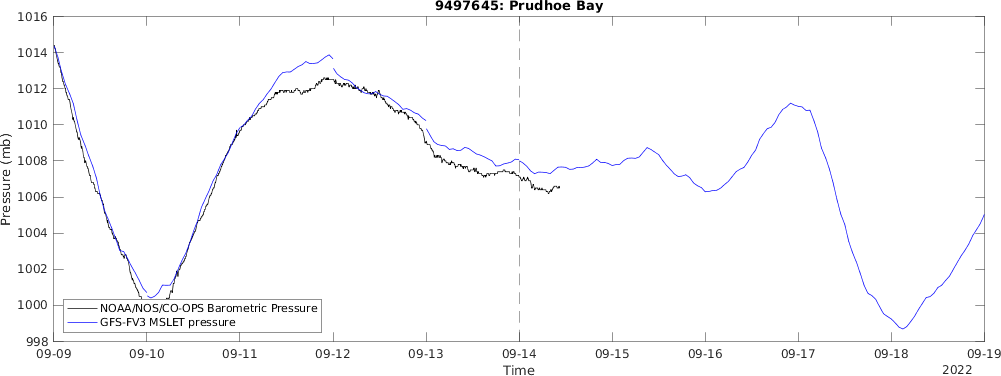 9497645: Prudhoe Bay
1016
1014
1012
1010
1008
1006
1004
1002
1000
998
Pressure (mb)
NOAA/NOS/CO-OPS Barometric Pressure
GFS-FV3 MSLET pressure
09-09 09-10 09-11 09-12 09-13 09-14 09-15 09-16 09-17 09-18 09-19
Time
2022